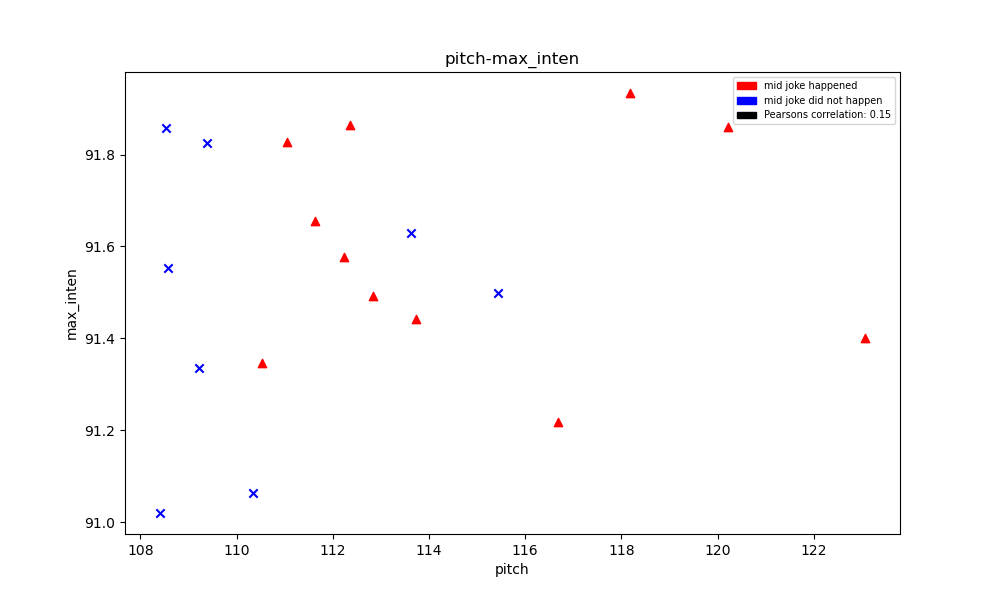 pitch-max_inten
mid joke happened
mid joke did not happen
Pearsons correlation: 0.15
max_inten
91.8
91.6
91.4
91.2
91.0
108 110 112 114 116 118 120 122
pitch